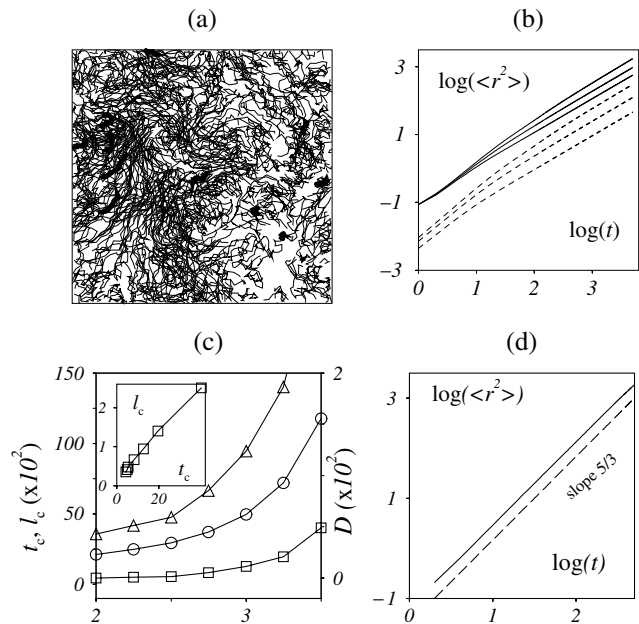 (a)
(b)
3
1
−1
−3
log(<r²>)
log(t)
0 1 2 3
(c)
(d)
150
100
50
0
t_c, l_c (x10²)
2
l_c
1
0
0 20
t_c
2
0
D (x10²)
2 3
3
1
−1
log(<r²>)
slope 5/3
log(t)
0 1 2